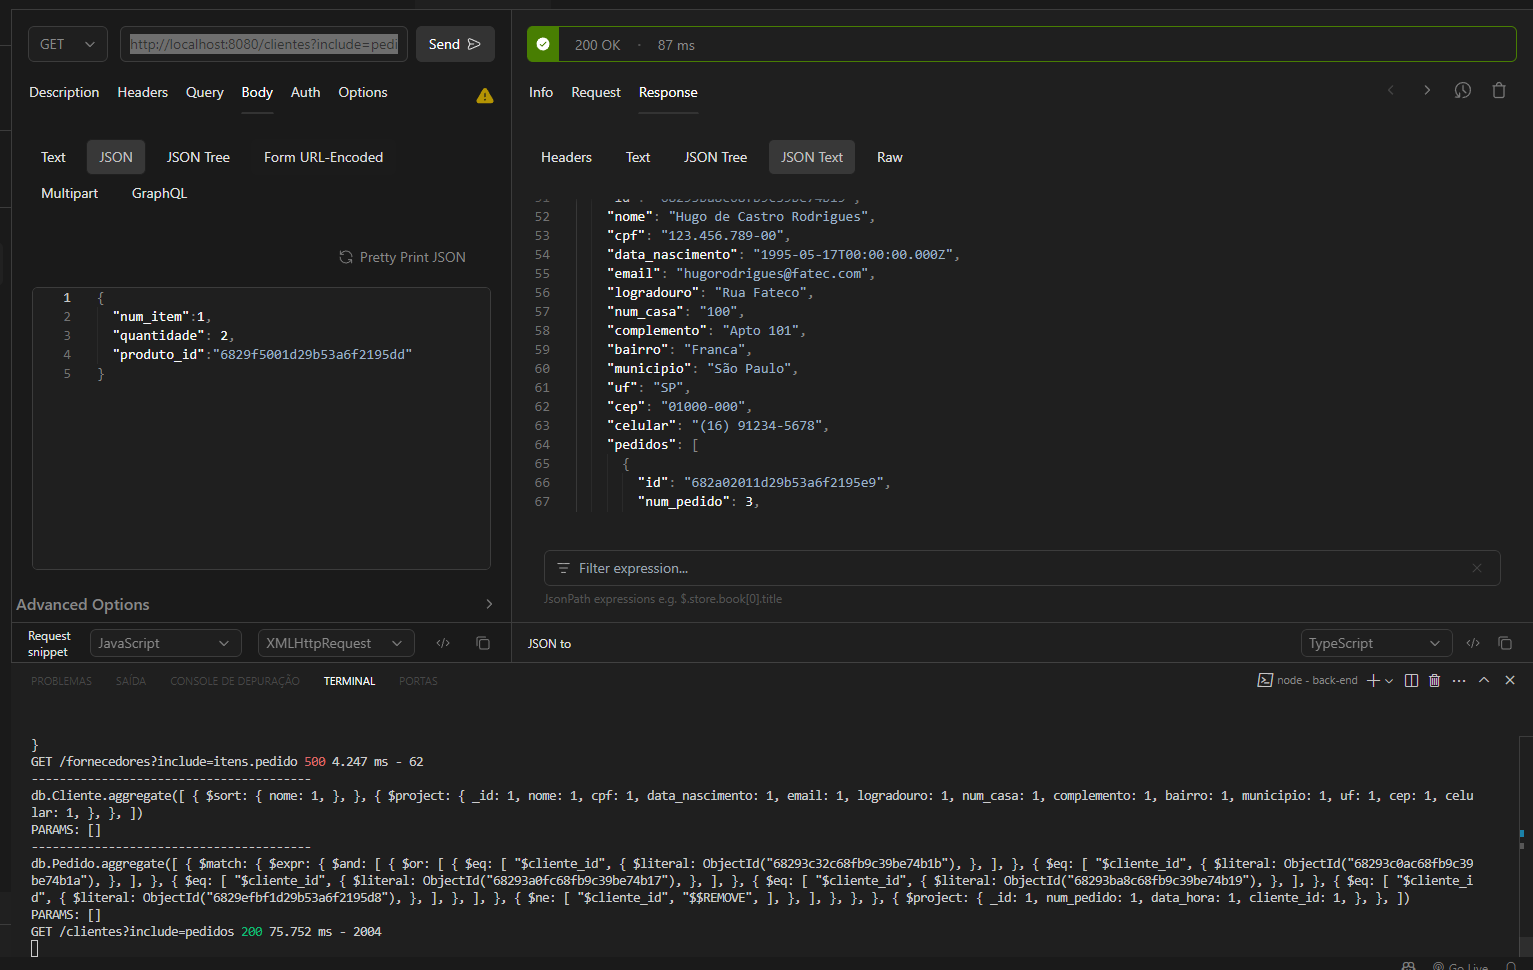 GET
http://localhost:8080/clientes?include=pedi
Send
Description Headers Query Body Auth Options
Text JSON JSON Tree Form URL-Encoded
Multipart GraphQL
Pretty Print JSON
1 {
2 "num_item":1,
3 "quantidade": 2,
4 "produto_id":"6829f5001d29b53a6f2195dd"
5 }
Advanced Options
Request snippet JavaScript XMLHttpRequest
200 OK · 87 ms
Info Request Response
Headers Text JSON Tree JSON Text Raw
52 "nome": "Hugo de Castro Rodrigues",
53 "cpf": "123.456.789-00",
54 "data_nascimento": "1995-05-17T00:00:00.000Z",
55 "email": "hugorodrigues@fatec.com",
56 "logradouro": "Rua Fateco",
57 "num_casa": "100",
58 "complemento": "Apto 101",
59 "bairro": "Franca",
60 "municipio": "São Paulo",
61 "uf": "SP",
62 "cep": "01000-000",
63 "celular": "(16) 91234-5678",
64 "pedidos": [
65 {
66 "id": "682a02011d29b53a6f2195e9",
67 "num_pedido": 3,
Filter expression...
JsonPath expressions e.g. $.store.book[0].title
JSON to TypeScript
PROBLEMAS SAÍDA CONSOLE DE DEPURAÇÃO TERMINAL PORTAS
node - back-end
}
GET /fornecedores?include=itens.pedido 500 4.247 ms - 62
----------------------------------------
db.Cliente.aggregate([ { $sort: { nome: 1, }, }, { $project: { _id: 1, nome: 1, cpf: 1, data_nascimento: 1, email: 1, logradouro: 1, num_casa: 1, complemento: 1, bairro: 1, municipio: 1, uf: 1, cep: 1, celu
lar: 1, }, }, ])
PARAMS: []
----------------------------------------
db.Pedido.aggregate([ { $match: { $expr: { $and: [ { $or: [ { $eq: [ "$cliente_id", { $literal: ObjectId("68293c32c68fb9c39be74b1b"), }, ], }, { $eq: [ "$cliente_id", { $literal: ObjectId("68293c0ac68fb9c39
be74b1a"), }, ], }, { $eq: [ "$cliente_id", { $literal: ObjectId("68293a0fc68fb9c39be74b17"), }, ], }, { $eq: [ "$cliente_id", { $literal: ObjectId("68293ba8c68fb9c39be74b19"), }, ], }, { $eq: [ "$cliente_i
d", { $literal: ObjectId("6829efbf1d29b53a6f2195d8"), }, ], }, ], }, { $ne: [ "$cliente_id", "$$REMOVE", ], }, ], }, }, }, { $project: { _id: 1, num_pedido: 1, data_hora: 1, cliente_id: 1, }, }, ])
PARAMS: []
GET /clientes?include=pedidos 200 75.752 ms - 2004
Go Live